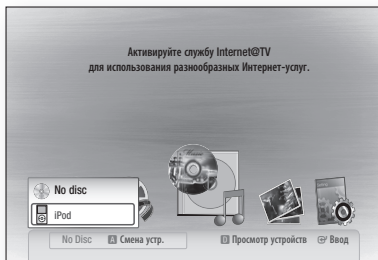 Активируйте службу Internet@TV
для использования разнообразных Интернет-услуг.
No disc
iPod
No Disc A Смена устр. D Просмотр устройств Ввод